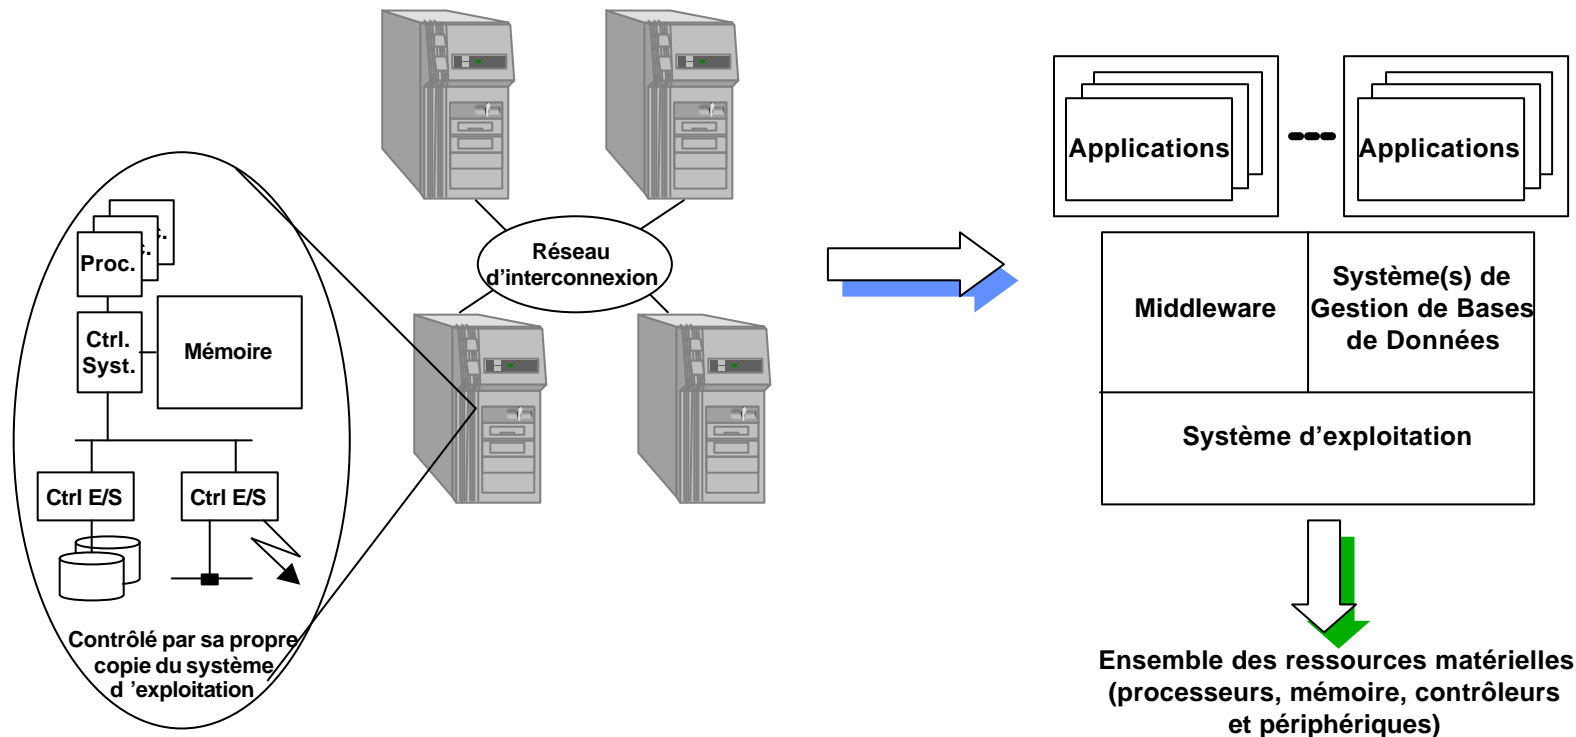 Proc.
c.
c.
Ctrl.
Syst.
Mémoire
Ctrl E/S
Ctrl E/S
Contrôlé par sa propre
copie du système
d ’exploitation
Réseau
d’interconnexion
Applications
Applications
Middleware
Système(s) de
Gestion de Bases
de Données
Système d’exploitation
Ensemble des ressources matérielles
(processeurs, mémoire, contrôleurs
et périphériques)